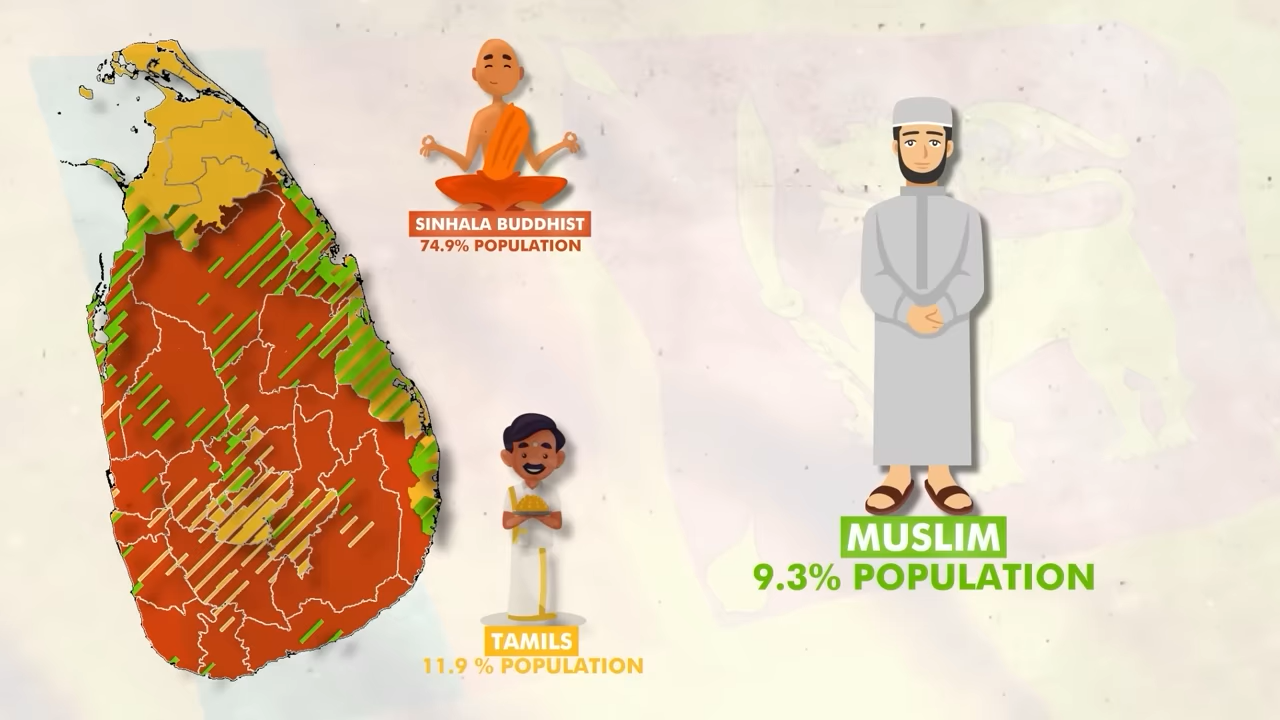 SINHALA BUDDHIST
74.9% POPULATION
TAMILS
11.9 % POPULATION
MUSLIM
9.3% POPULATION